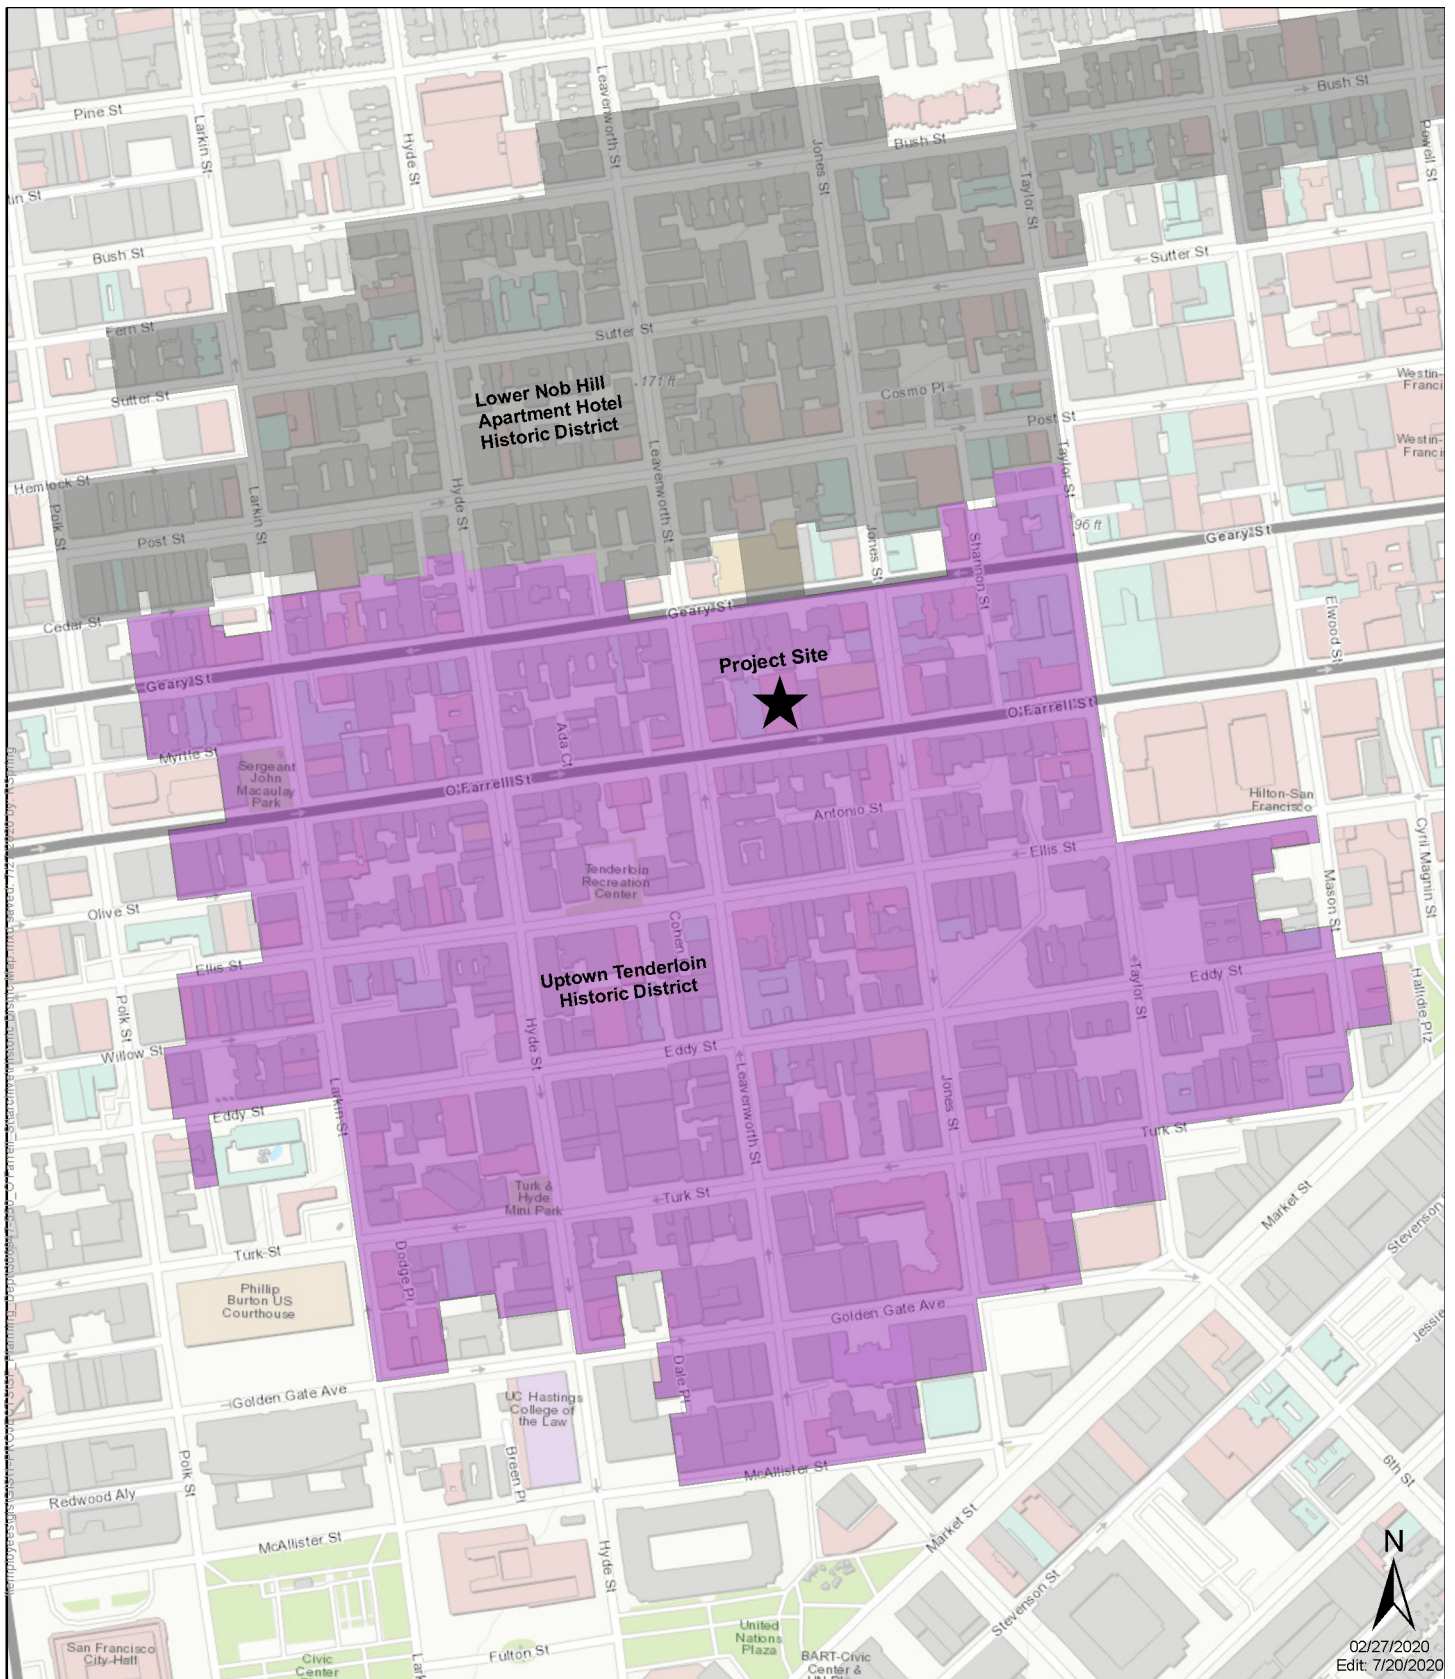 Pine St
Larkin St
Hyde St
Leavenworth St
Jones St
Bush St
Bush St
Taylor St
Powell St
tin St
Bush St
Sutter St
Fern St
Sutter St
Sutter St
Lower Nob Hill
Apartment Hotel
Historic District
171 ft
Cosmo Pl
Post St
Westin-
Franci
Westin-
Francis
Hemlock St
Polk St
Larkin St
Hyde St
Leavenworth St
Taylor St
Post St
Jones St
Shannon St
96 ft
Geary St
Cedar St
Geary St
Elwood St
Project Site
Geary St
O'Farrell St
Myrtle St
Ada Ct
Sergeant
John
Macaulay
Park
O'Farrell St
Antonio St
Hilton-San
Francisco
Ellis St
Cyril Magnin St
Tenderloin
Recreation
Center
Mason St
Olive St
Cohen
Ellis St
Uptown Tenderloin
Historic District
Taylor St
Eddy St
Hallidie Plz
Polk St
Willow St
Hyde St
Eddy St
Leavenworth St
Jones St
Larkin St
Eddy St
Turk St
Turk &
Hyde
Mini Park
Turk St
Market St
Stevenson
Turk St
Dodge Pl
Phillip
Burton US
Courthouse
Golden Gate Ave
Jessie
Dale Pl
Golden Gate Ave
UC Hastings
College of
the Law
Breen Pl
Polk St
McAllister St
6th St
Redwood Aly
McAllister St
Market St
N
Hyde St
Stevenson St
United
Nations
Plaza
San Francisco
City Hall
Civic
Center
Lark
Fulton St
BART-Civic
Center &
02/27/2020
Edit: 7/20/2020